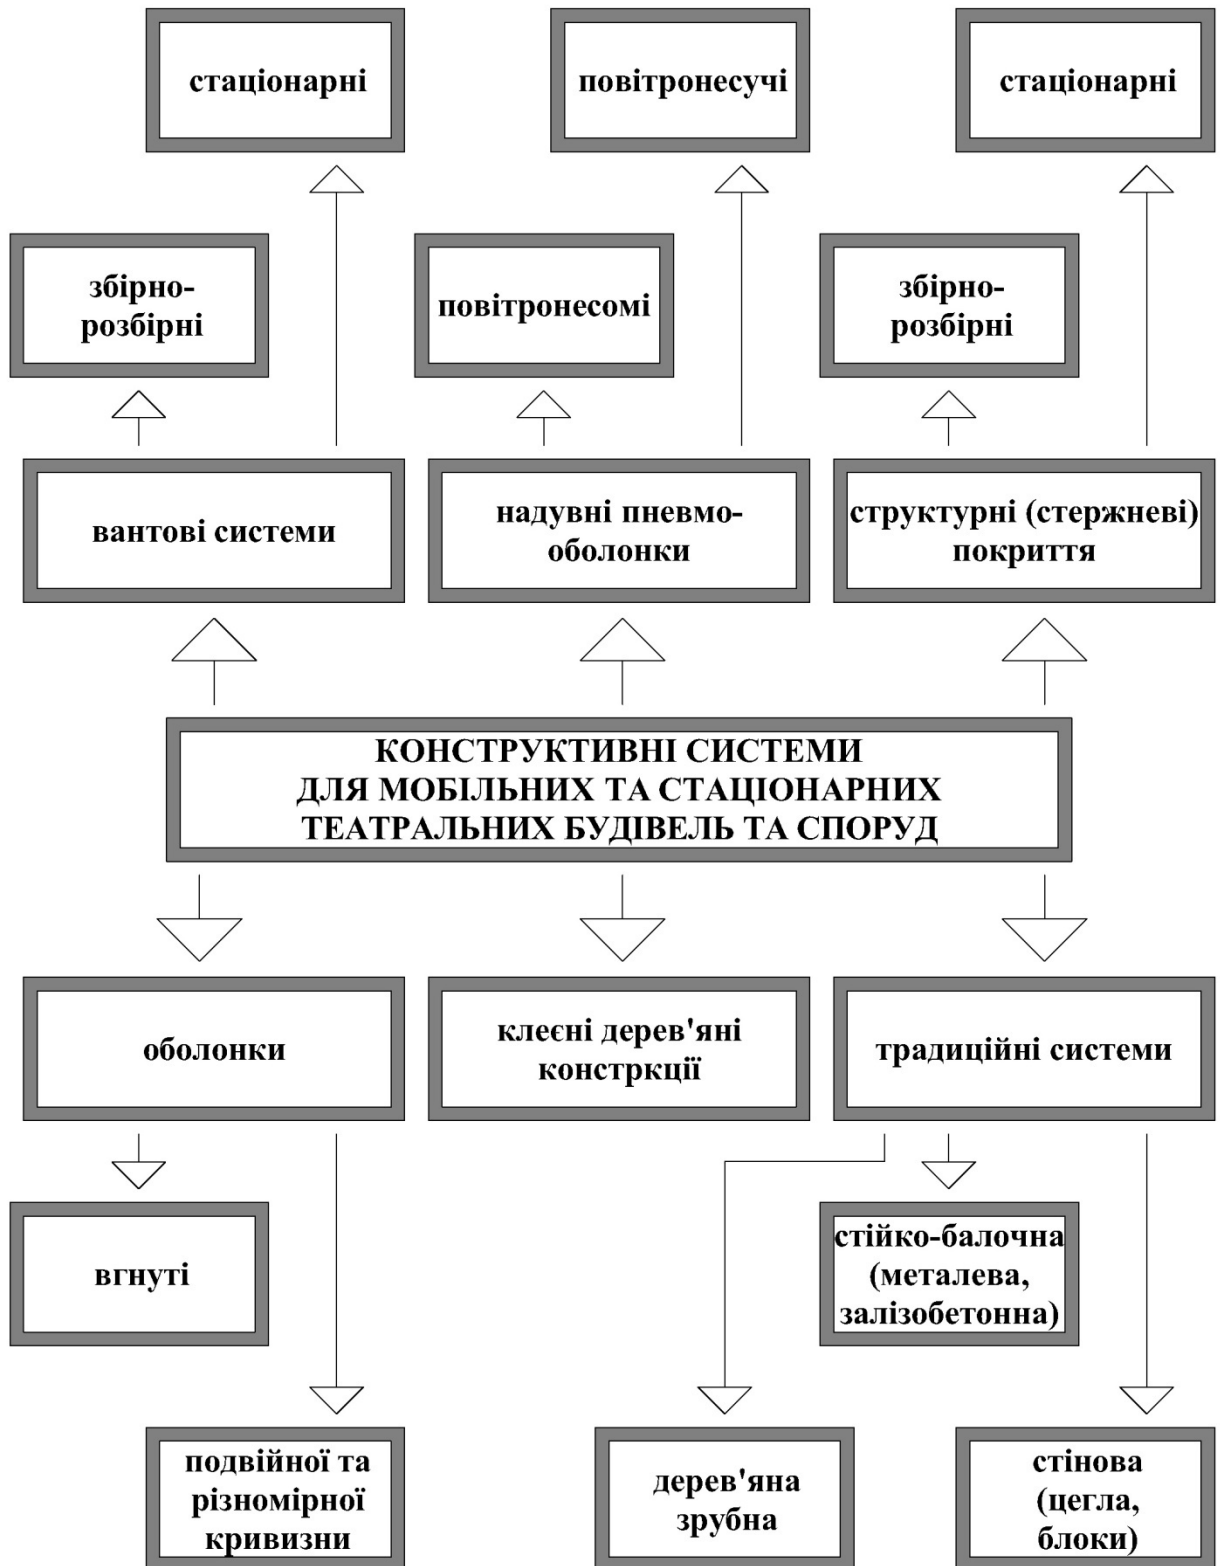 стаціонарні
повітронесучі
стаціонарні
збірно-
розбірні
повітронесомі
збірно-
розбірні
вантові системи
надувні пневмо-
оболонки
структурні (стержневі)
покриття
КОНСТРУКТИВНІ СИСТЕМИ
ДЛЯ МОБІЛЬНИХ ТА СТАЦІОНАРНИХ
ТЕАТРАЛЬНИХ БУДІВЕЛЬ ТА СПОРУД
оболонки
клеєні дерев'яні
констркції
традиційні системи
вгнуті
стійко-балочна
(металева,
залізобетонна)
подвійної та
різномірної
кривизни
дерев'яна
зрубна
стінова
(цегла,
блоки)